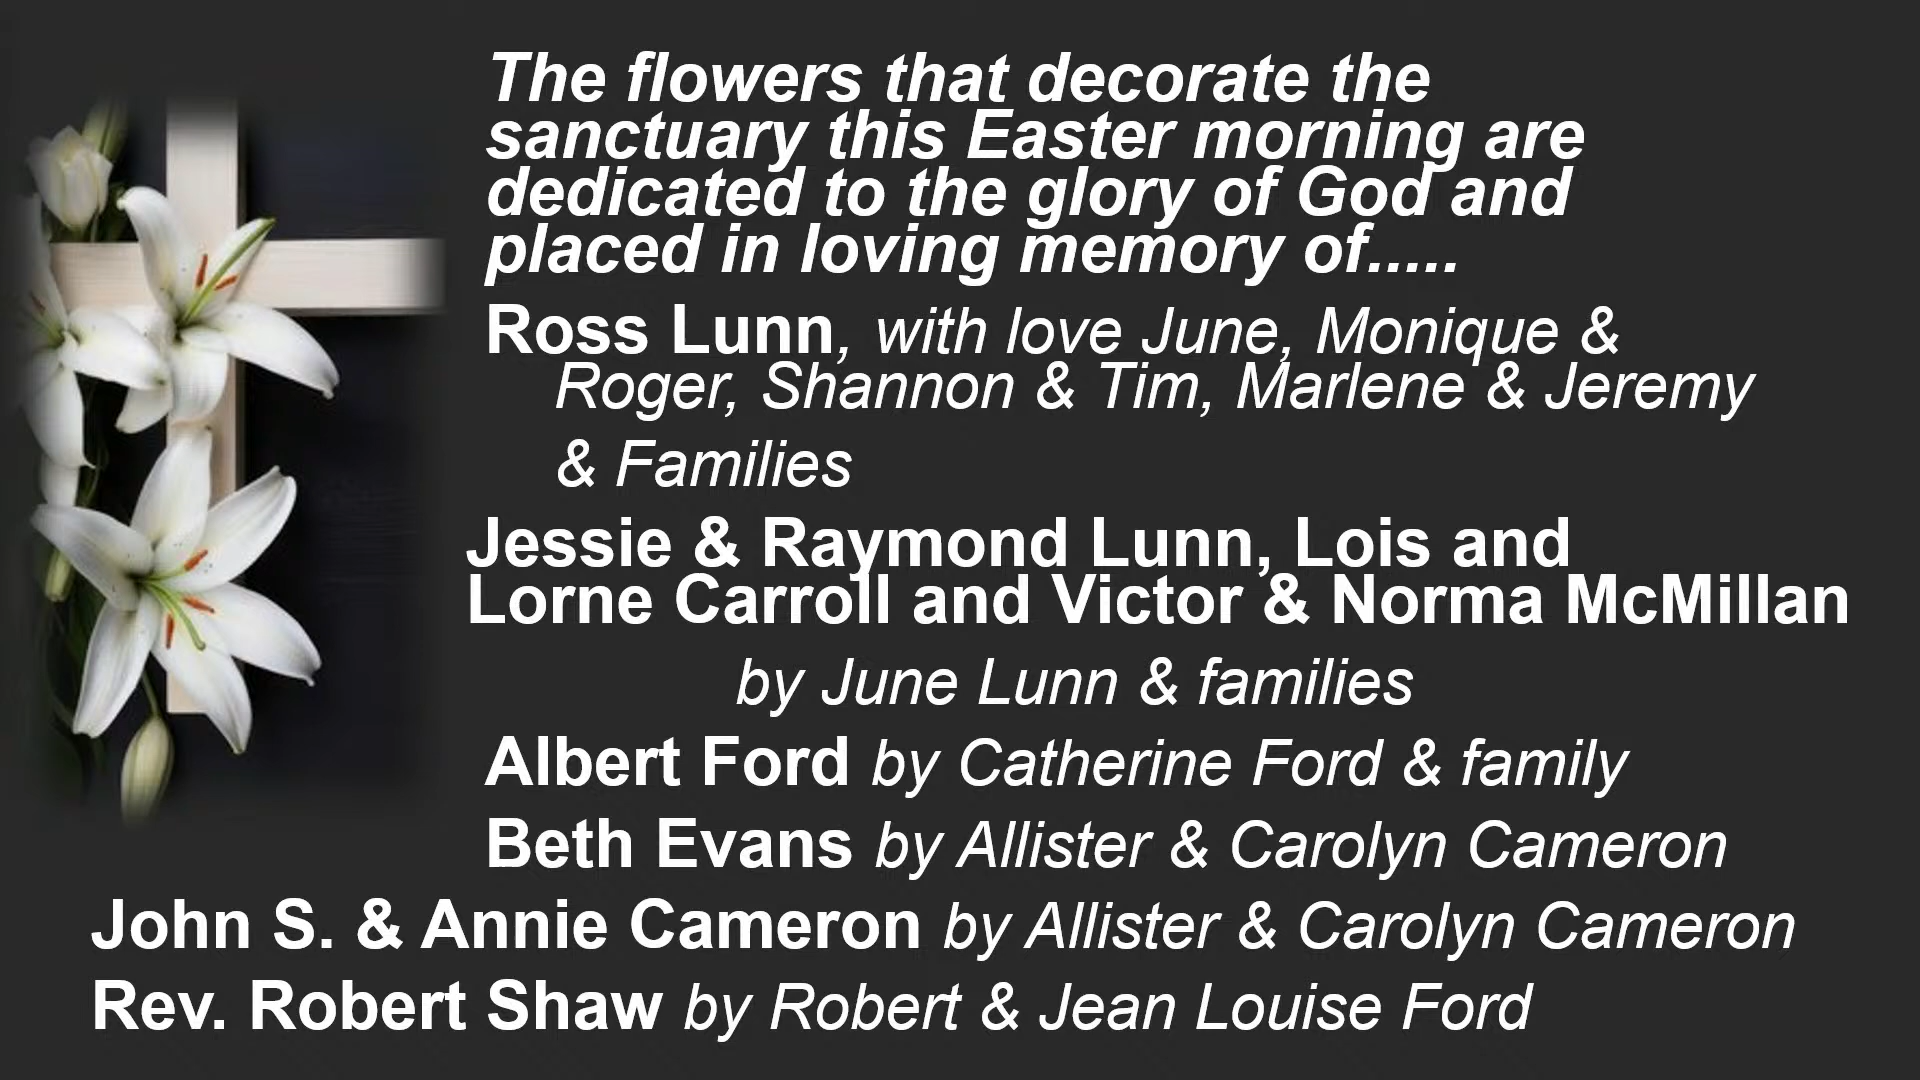 The flowers that decorate the
sanctuary this Easter morning are
dedicated to the glory of God and
placed in loving memory of.....
Ross Lunn, with love June, Monique &
Roger, Shannon & Tim, Marlene & Jeremy
& Families
Jessie & Raymond Lunn, Lois and
Lorne Carroll and Victor & Norma McMillan
by June Lunn & families
Albert Ford by Catherine Ford & family
Beth Evans by Allister & Carolyn Cameron
John S. & Annie Cameron by Allister & Carolyn Cameron
Rev. Robert Shaw by Robert & Jean Louise Ford